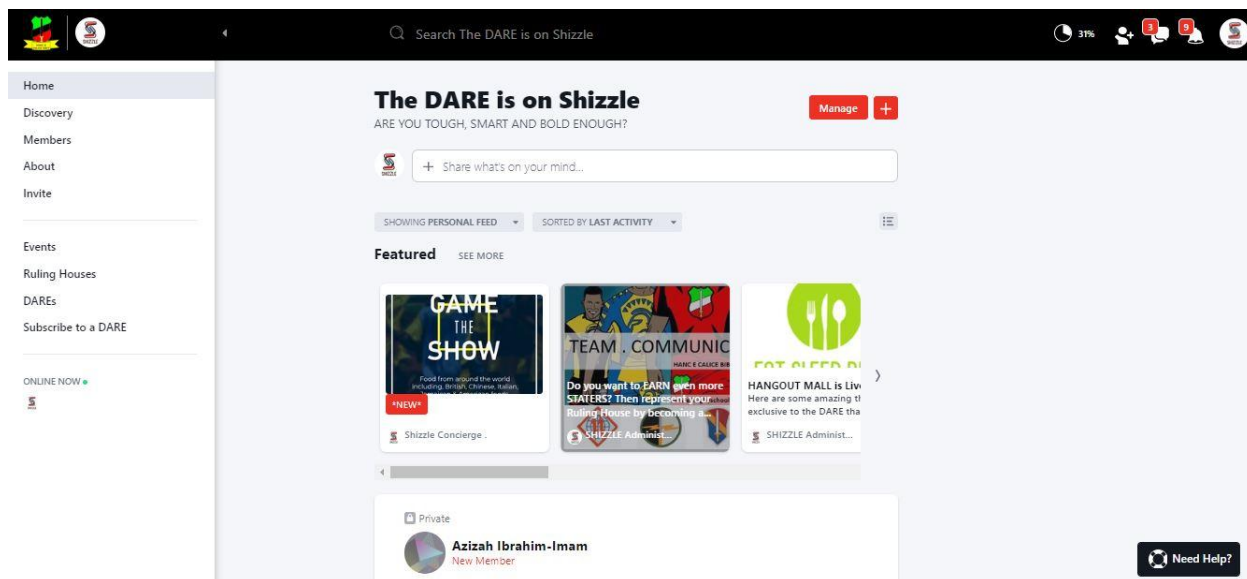 Search The DARE is on Shizzle
31%
3
9
SHIZZLE
Home
Discovery
Members
About
Invite
Events
Ruling Houses
DAREs
Subscribe to a DARE
ONLINE NOW
The DARE is on Shizzle
ARE YOU TOUGH, SMART AND BOLD ENOUGH?
Manage
+ Share what's on your mind...
SHOWING PERSONAL FEED
SORTED BY LAST ACTIVITY
Featured SEE MORE
GAME
THE
SHOW
Food from around the world
including, British, Chinese, Italian,
*NEW*
Shizzle Concierge .
TEAM . COMMUNIC
Do you want to EARN even more
STATERS? Then represent your
Ruling House by becoming a...
SHIZZLE Administ...
HANGOUT MALL is Liv
Here are some amazing th
exclusive to the DARE tha
SHIZZLE Administ...
Private
Azizah Ibrahim-Imam
New Member
Need Help?